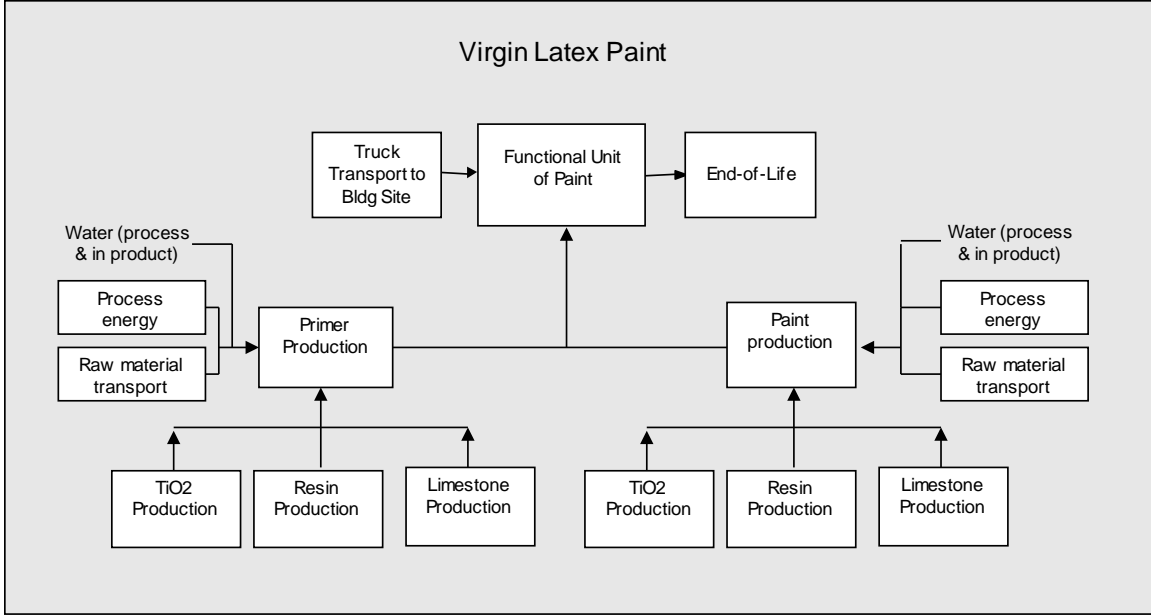 Virgin Latex Paint
Truck
Transport to
Bldg Site
Functional Unit
of Paint
End-of-Life
Water (process
& in product)
Process
energy
Raw material
transport
Primer
Production
Paint
production
Water (process
& in product)
Process
energy
Raw material
transport
TiO2
Production
Resin
Production
Limestone
Production
TiO2
Production
Resin
Production
Limestone
Production